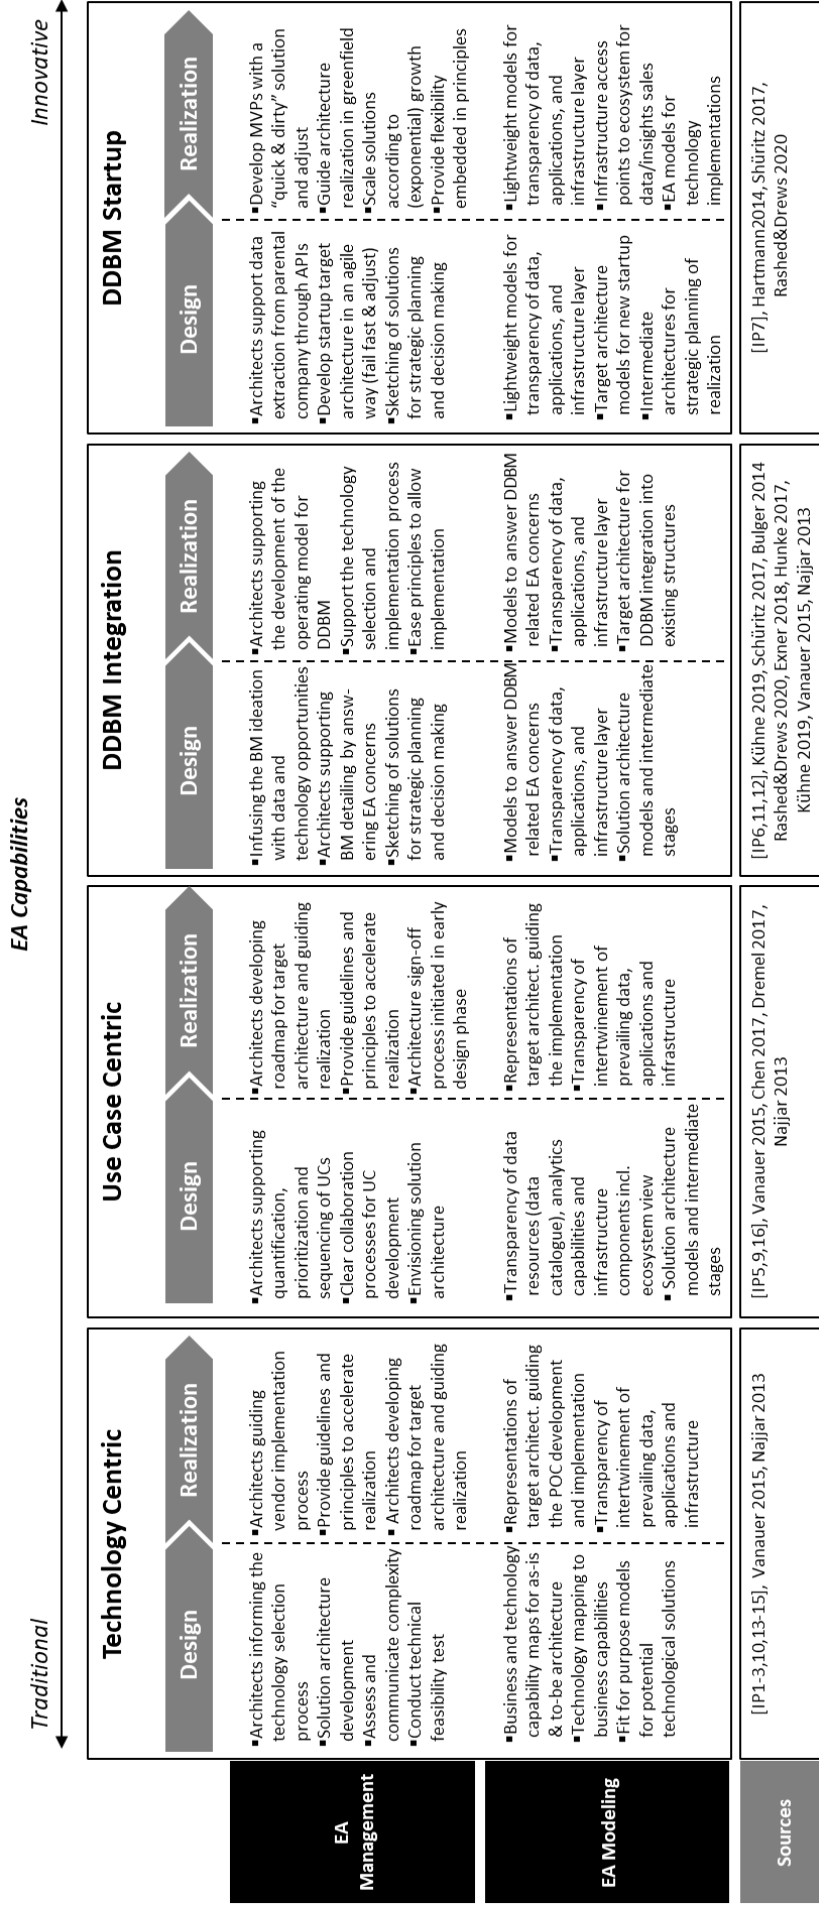 EA Capabilities
Traditional
Innovative
Technology Centric
Design
Realization
Use Case Centric
Design
Realization
DDBM Integration
Design
Realization
DDBM Startup
Design
Realization
EA
Management
▪Architects informing the
technology selection
process
▪Solution architecture
development
▪Assess and
communicate complexity
▪Conduct technical
feasibility test
▪Architects guiding
vendor implementation
process
▪Provide guidelines and
principles to accelerate
realization
▪ Architects developing
roadmap for target
architecture and guiding
realization
▪Architects supporting
quantification,
prioritization and
sequencing of UCs
▪Clear collaboration
processes for UC
development
▪Envisioning solution
architecture
▪Architects developing
roadmap for target
architecture and guiding
realization
▪Provide guidelines and
principles to accelerate
realization
▪Architecture sign-off
process initiated in early
design phase
▪Infusing the BM ideation
with data and
technology opportunities
▪Architects supporting
BM detailing by answ-
ering EA concerns
▪Sketching of solutions
for strategic planning
and decision making
▪Architects supporting
the development of the
operating model for
DDBM
▪Support the technology
selection and
implementation process
▪Ease principles to allow
implementation
▪Architects support data
extraction from parental
company through APIs
▪Develop startup target
architecture in an agile
way (fail fast & adjust)
▪Sketching of solutions
for strategic planning
and decision making
▪Develop MVPs with a
“quick & dirty” solution
and adjust
▪Guide architecture
realization in greenfield
▪Scale solutions
according to
(exponential) growth
▪Provide flexibility
embedded in principles
EA Modeling
▪Business and technology
capability maps for as-is
& to-be architecture
▪Technology mapping to
business capabilities
▪Fit for purpose models
for potential
technological solutions
▪Representations of
target architect. guiding
the POC development
and implementation
▪Transparency of
intertwinement of
prevailing data,
applications and
infrastructure
▪Transparency of data
resources (data
catalogue), analytics
capabilities and
infrastructure
components incl.
ecosystem view
▪ Solution architecture
models and intermediate
stages
▪Representations of
target architect. guiding
the implementation
▪Transparency of
intertwinement of
prevailing data,
applications and
infrastructure
▪Models to answer DDBM
related EA concerns
▪Transparency of data,
applications, and
infrastructure layer
▪Solution architecture
models and intermediate
stages
▪Models to answer DDBM
related EA concerns
▪Transparency of data,
applications, and
infrastructure layer
▪Target architecture for
DDBM integration into
existing structures
▪Lightweight models for
transparency of data,
applications, and
infrastructure layer
▪Target architecture
models for new startup
▪Intermediate
architectures for
strategic planning of
realization
▪Lightweight models for
transparency of data,
applications, and
infrastructure layer
▪Infrastructure access
points to ecosystem for
data/insights sales
▪EA models for
technology
implementations
Sources
[IP1-3,10,13-15], Vanauer 2015, Najjar 2013
[IP5,9,16], Vanauer 2015, Chen 2017, Dremel 2017,
Najjar 2013
[IP6,11,12], Kühne 2019, Schüritz 2017, Bulger 2014
Rashed&Drews 2020, Exner 2018, Hunke 2017,
Kühne 2019, Vanauer 2015, Najjar 2013
[IP7], Hartmann2014, Shüritz 2017,
Rashed&Drews 2020